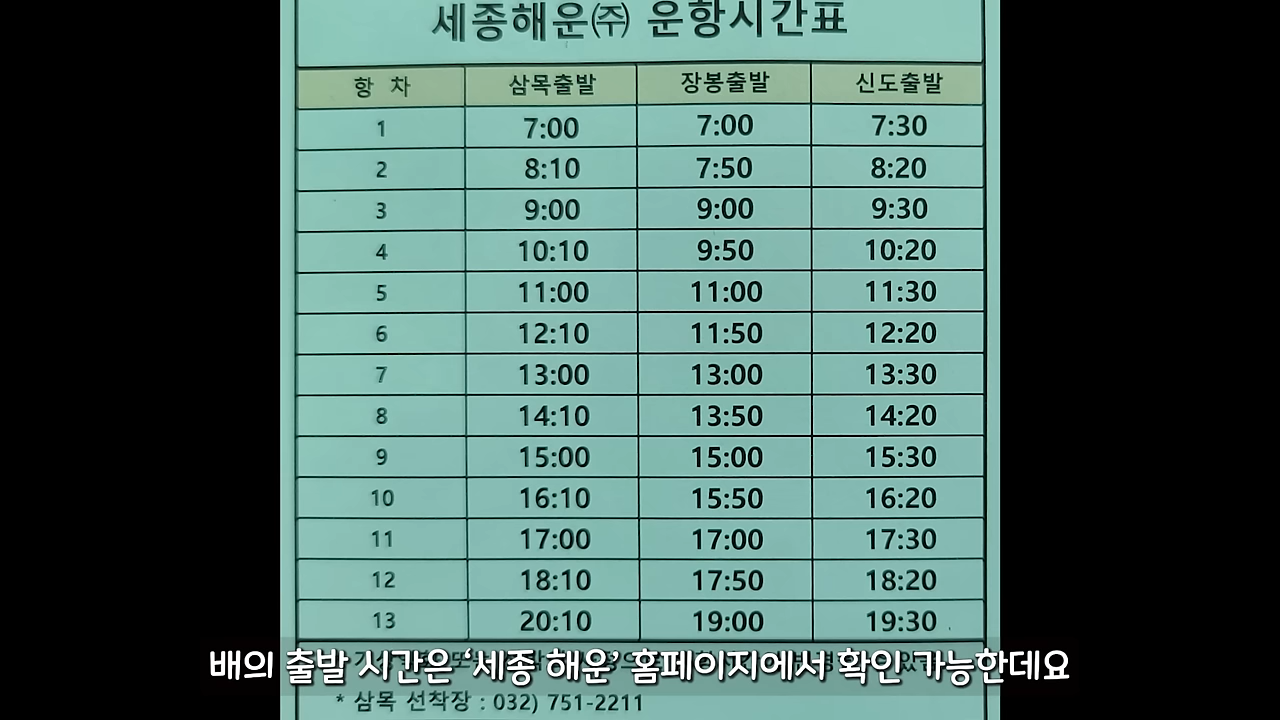 세종해운㈜ 운항시간표
항 차 삼목출발 장봉출발 신도출발
1 7:00 7:00 7:30
2 8:10 7:50 8:20
3 9:00 9:00 9:30
4 10:10 9:50 10:20
5 11:00 11:00 11:30
6 12:10 11:50 12:20
7 13:00 13:00 13:30
8 14:10 13:50 14:20
9 15:00 15:00 15:30
10 16:10 15:50 16:20
11 17:00 17:00 17:30
12 18:10 17:50 18:20
13 20:10 19:00 19:30
배의 출발 시간은 ‘세종 해운’ 홈페이지에서 확인 가능한데요
* 삼목 선착장 : 032) 751-2211